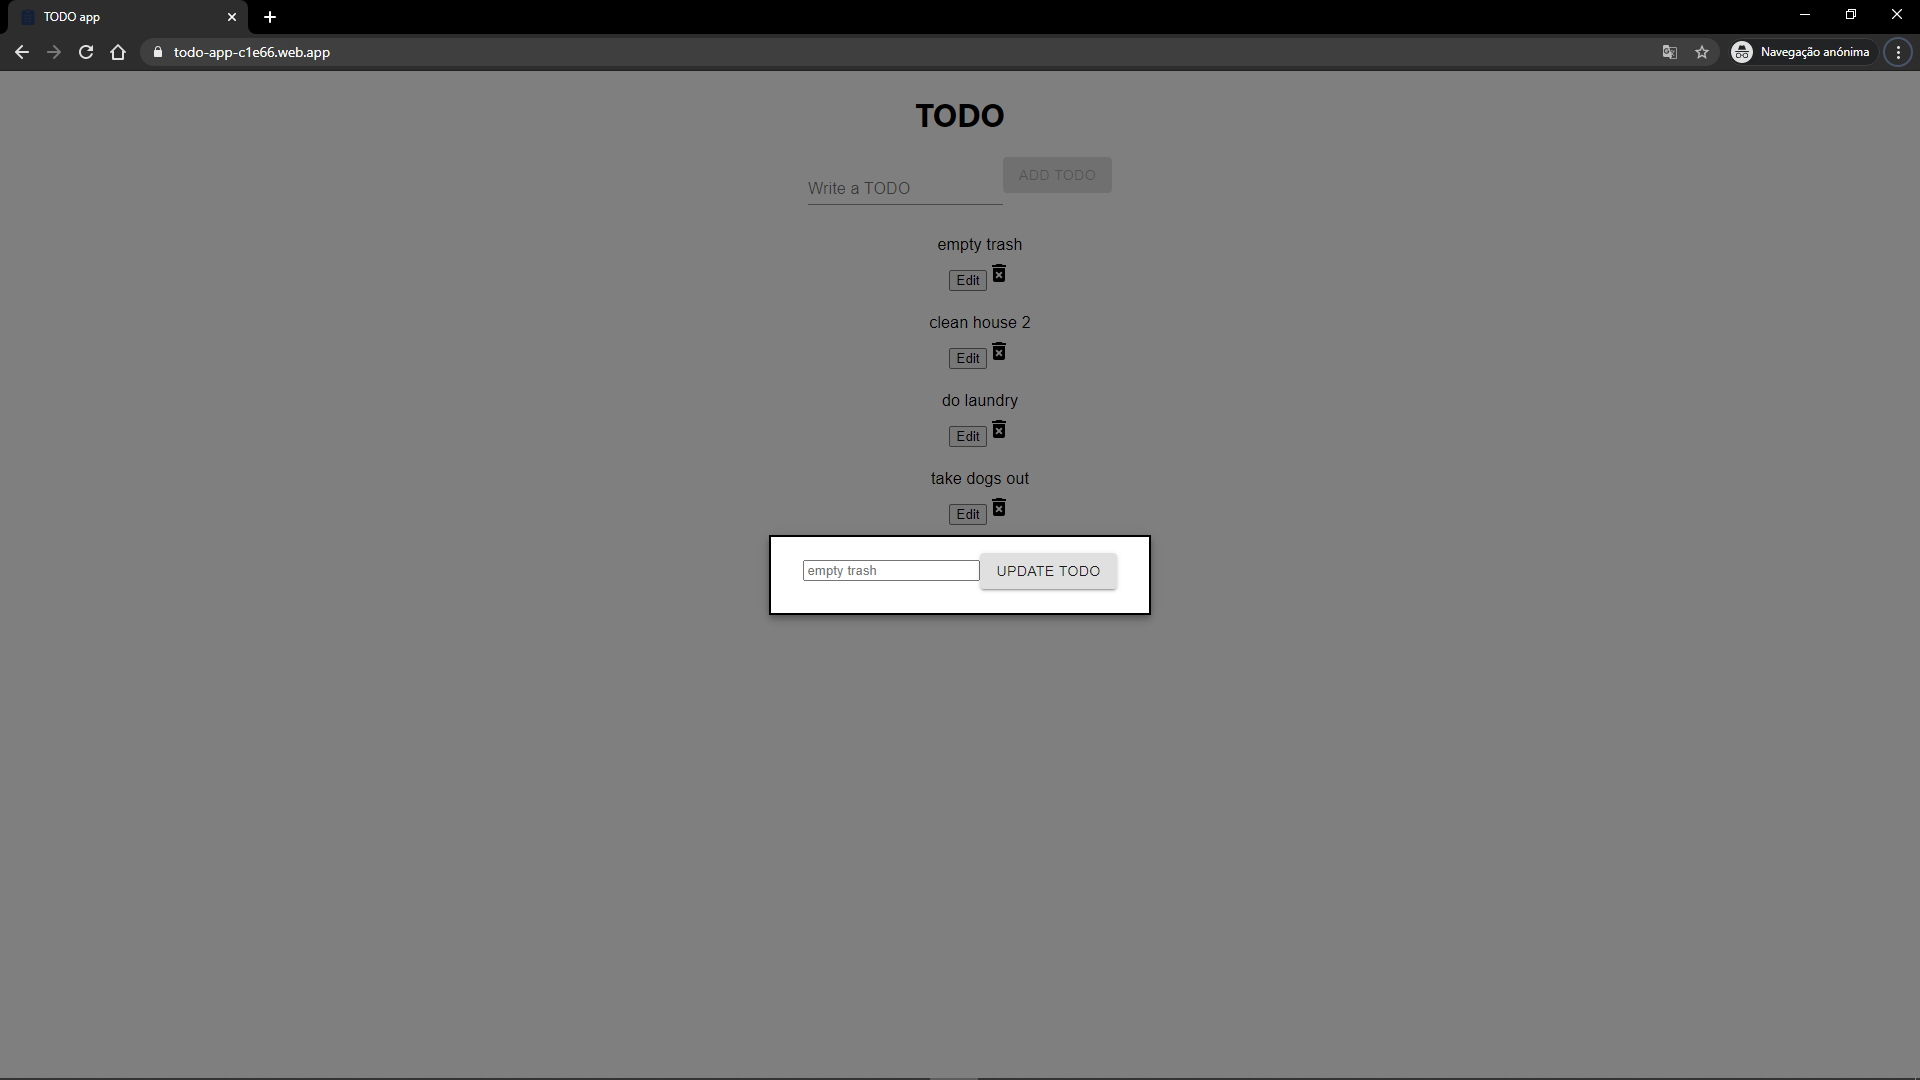 TODO app
todo-app-c1e66.web.app
Navegação anónima
TODO
Write a TODO
ADD TODO
empty trash
Edit
clean house 2
Edit
do laundry
Edit
take dogs out
Edit
empty trash
UPDATE TODO